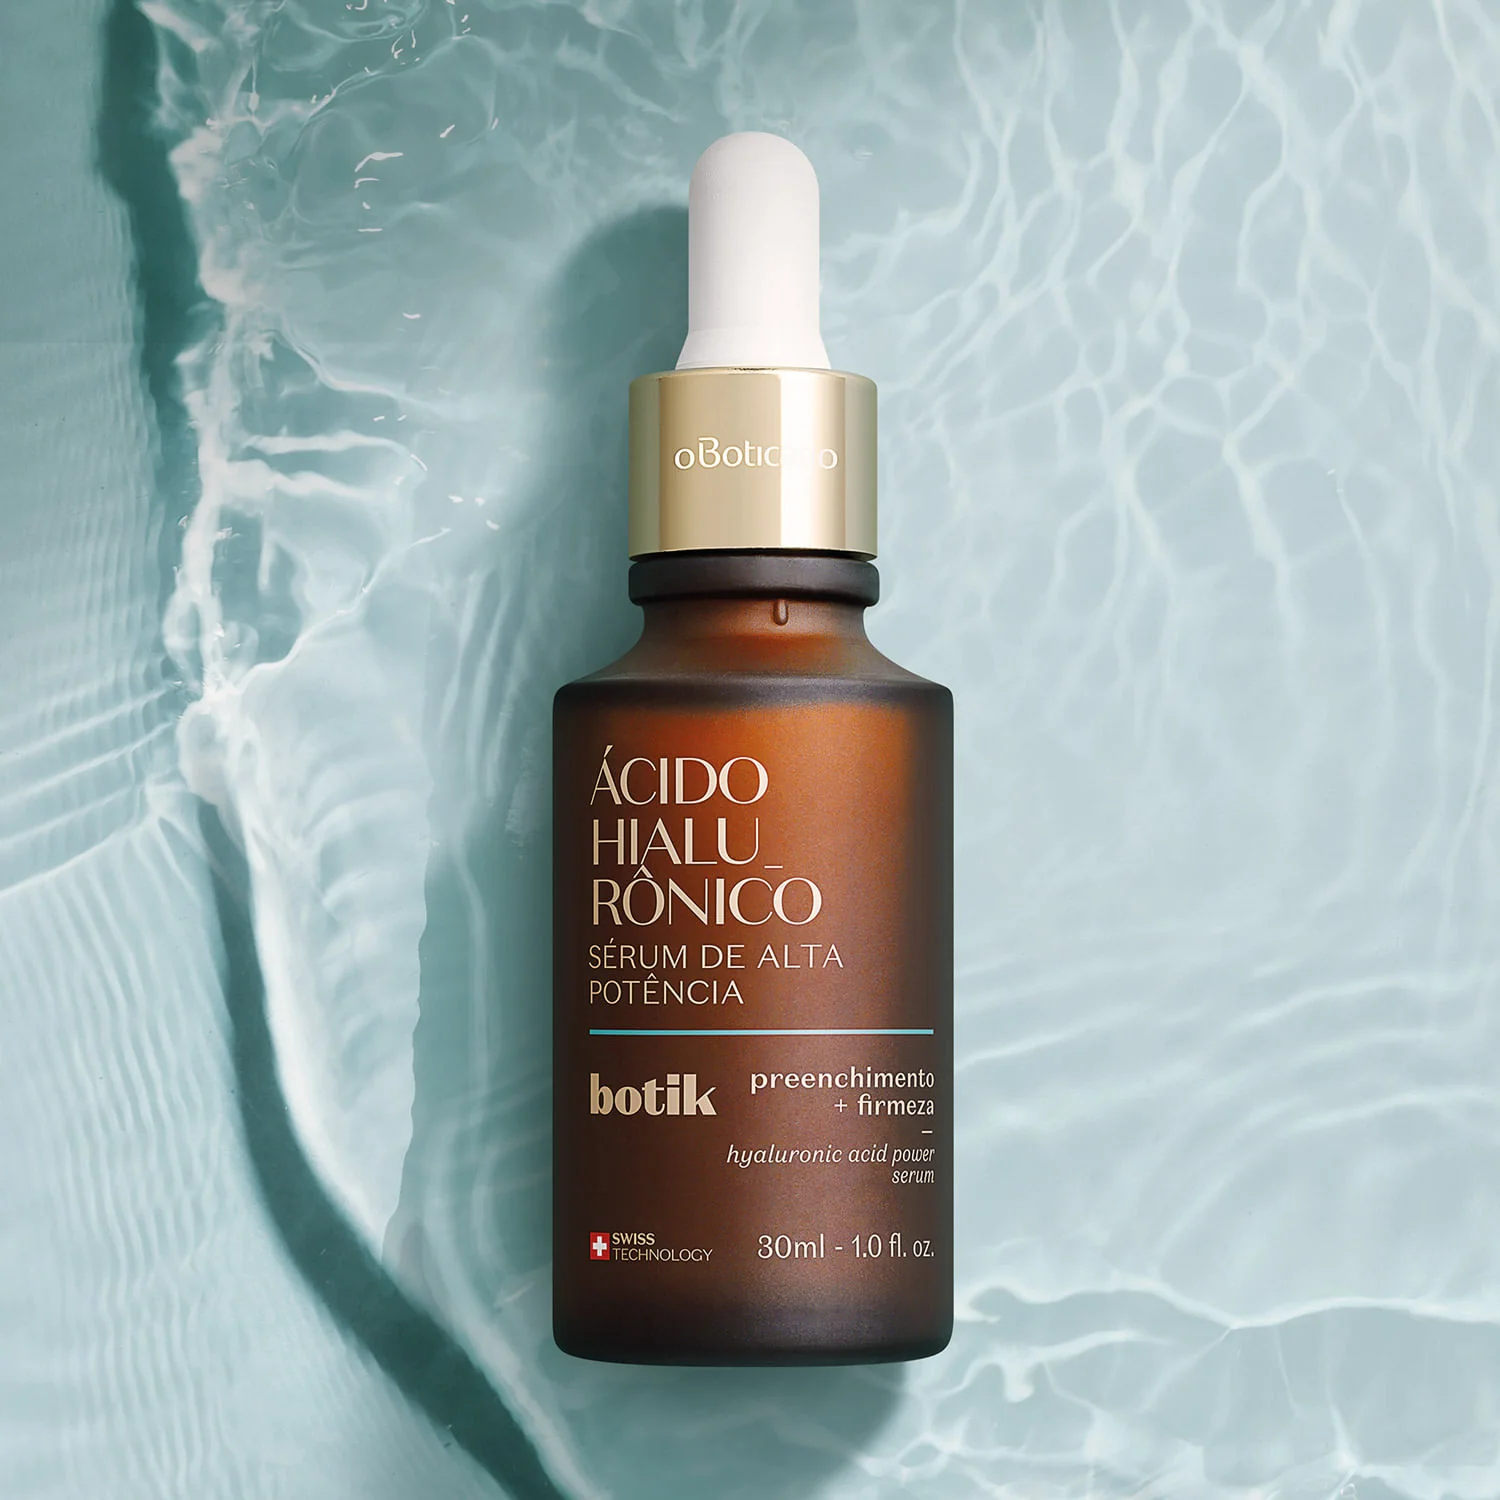 oBoticário
ÁCIDO
HIALU_
RÔNICO
SÉRUM DE ALTA
POTÊNCIA
botik
preenchimento
+ firmeza
–
hyaluronic acid power
serum
SWISS
TECHNOLOGY
30ml - 1.0 fl. oz.